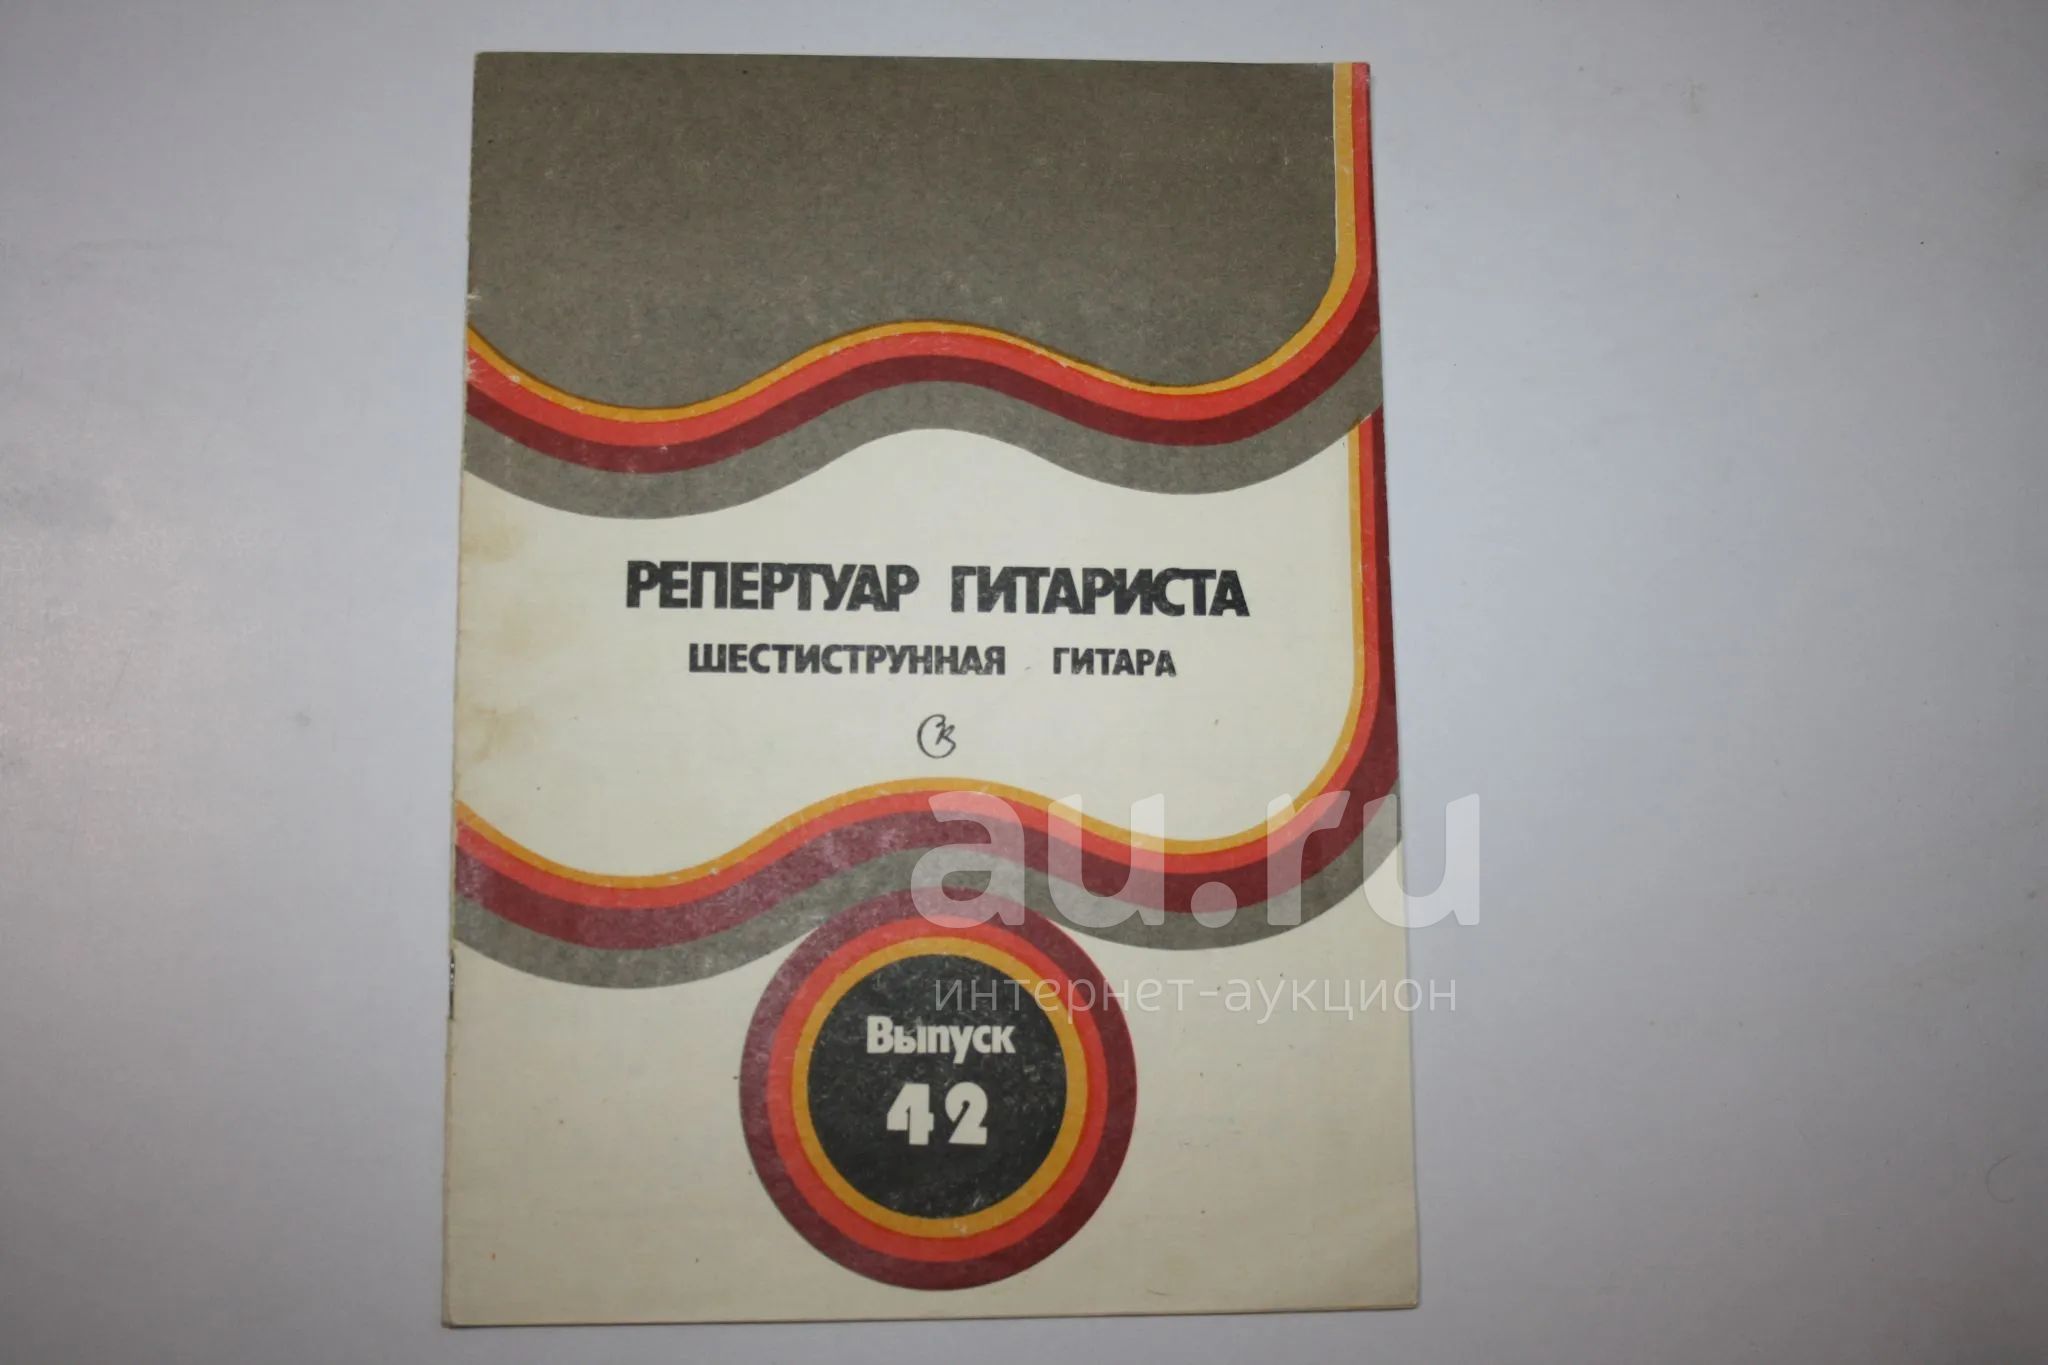 РЕПЕРТУАР ГИТАРИСТА
ШЕСТИСТРУННАЯ ГИТАРА
au.ru
интернет-аукцион
Выпуск
42